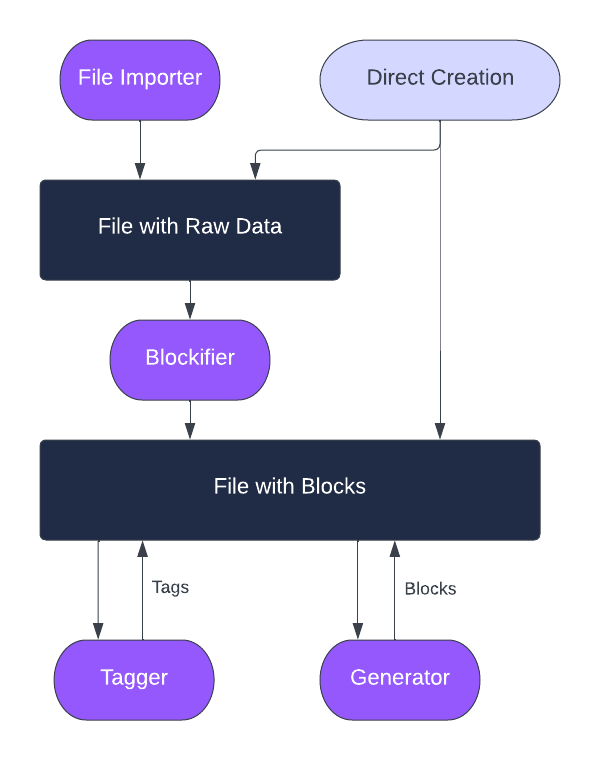 File Importer
Direct Creation
File with Raw Data
Blockifier
File with Blocks
Tags
Blocks
Tagger
Generator